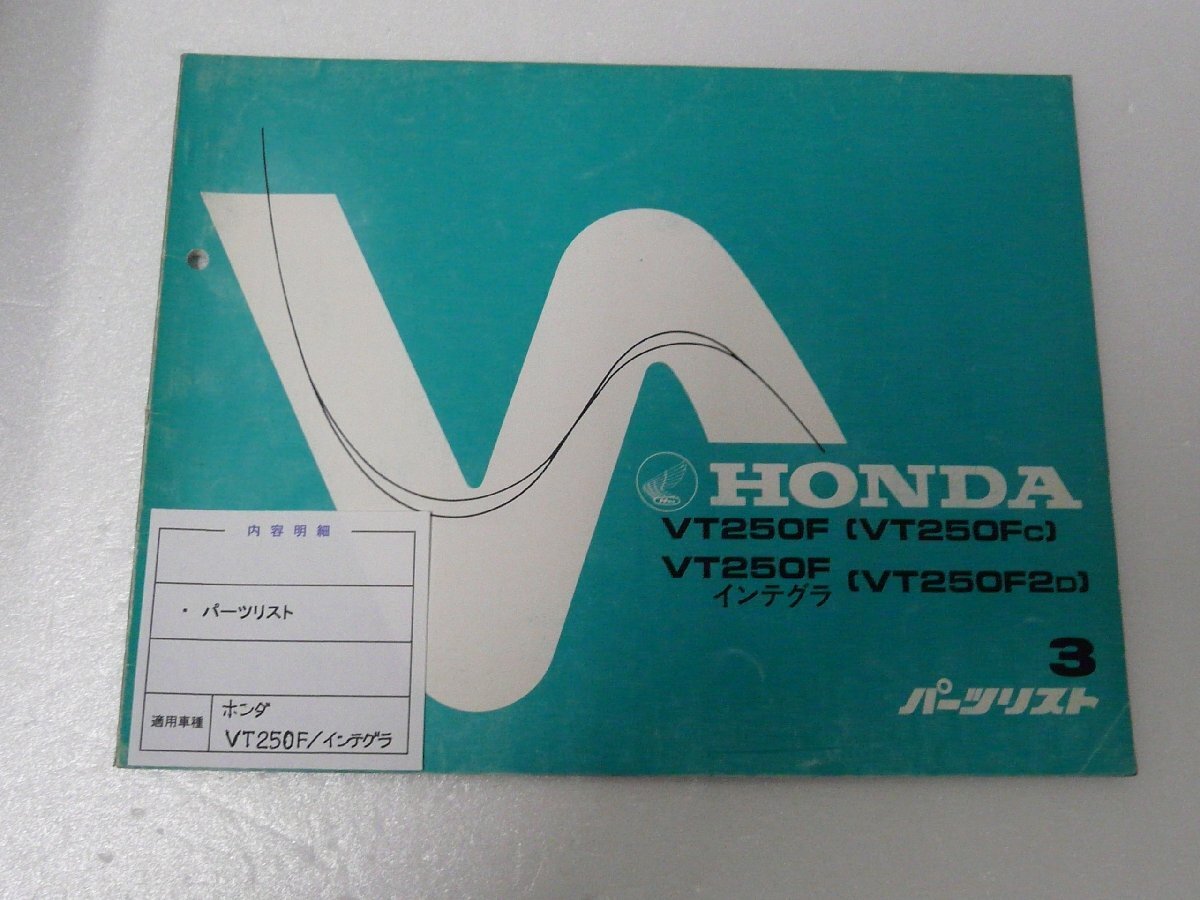 HONDA
VT250F (VT250Fc)
VT250F
インテグラ (VT250F2D)
3
パーツリスト
内容明細
・ パーツリスト
適用車種
ホンダ
VT250F/インテグラ